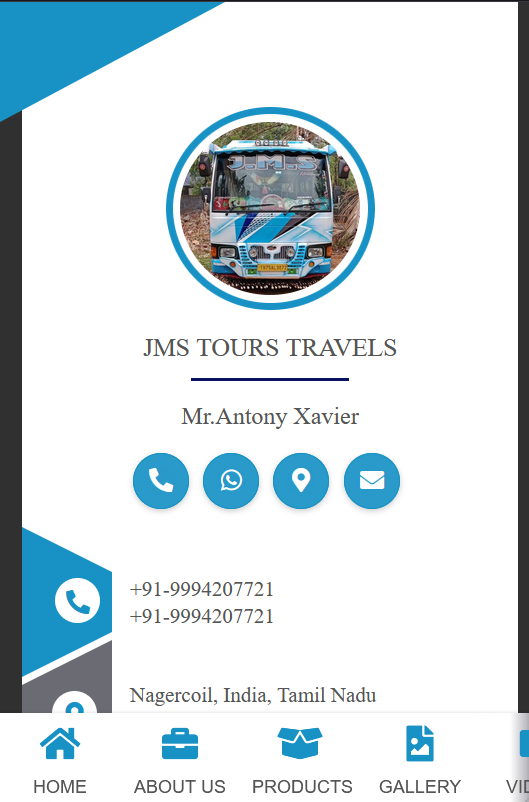 J.M.S
JMS TOURS TRAVELS
Mr.Antony Xavier
+91-9994207721
+91-9994207721
Nagercoil, India, Tamil Nadu
HOME ABOUT US PRODUCTS GALLERY